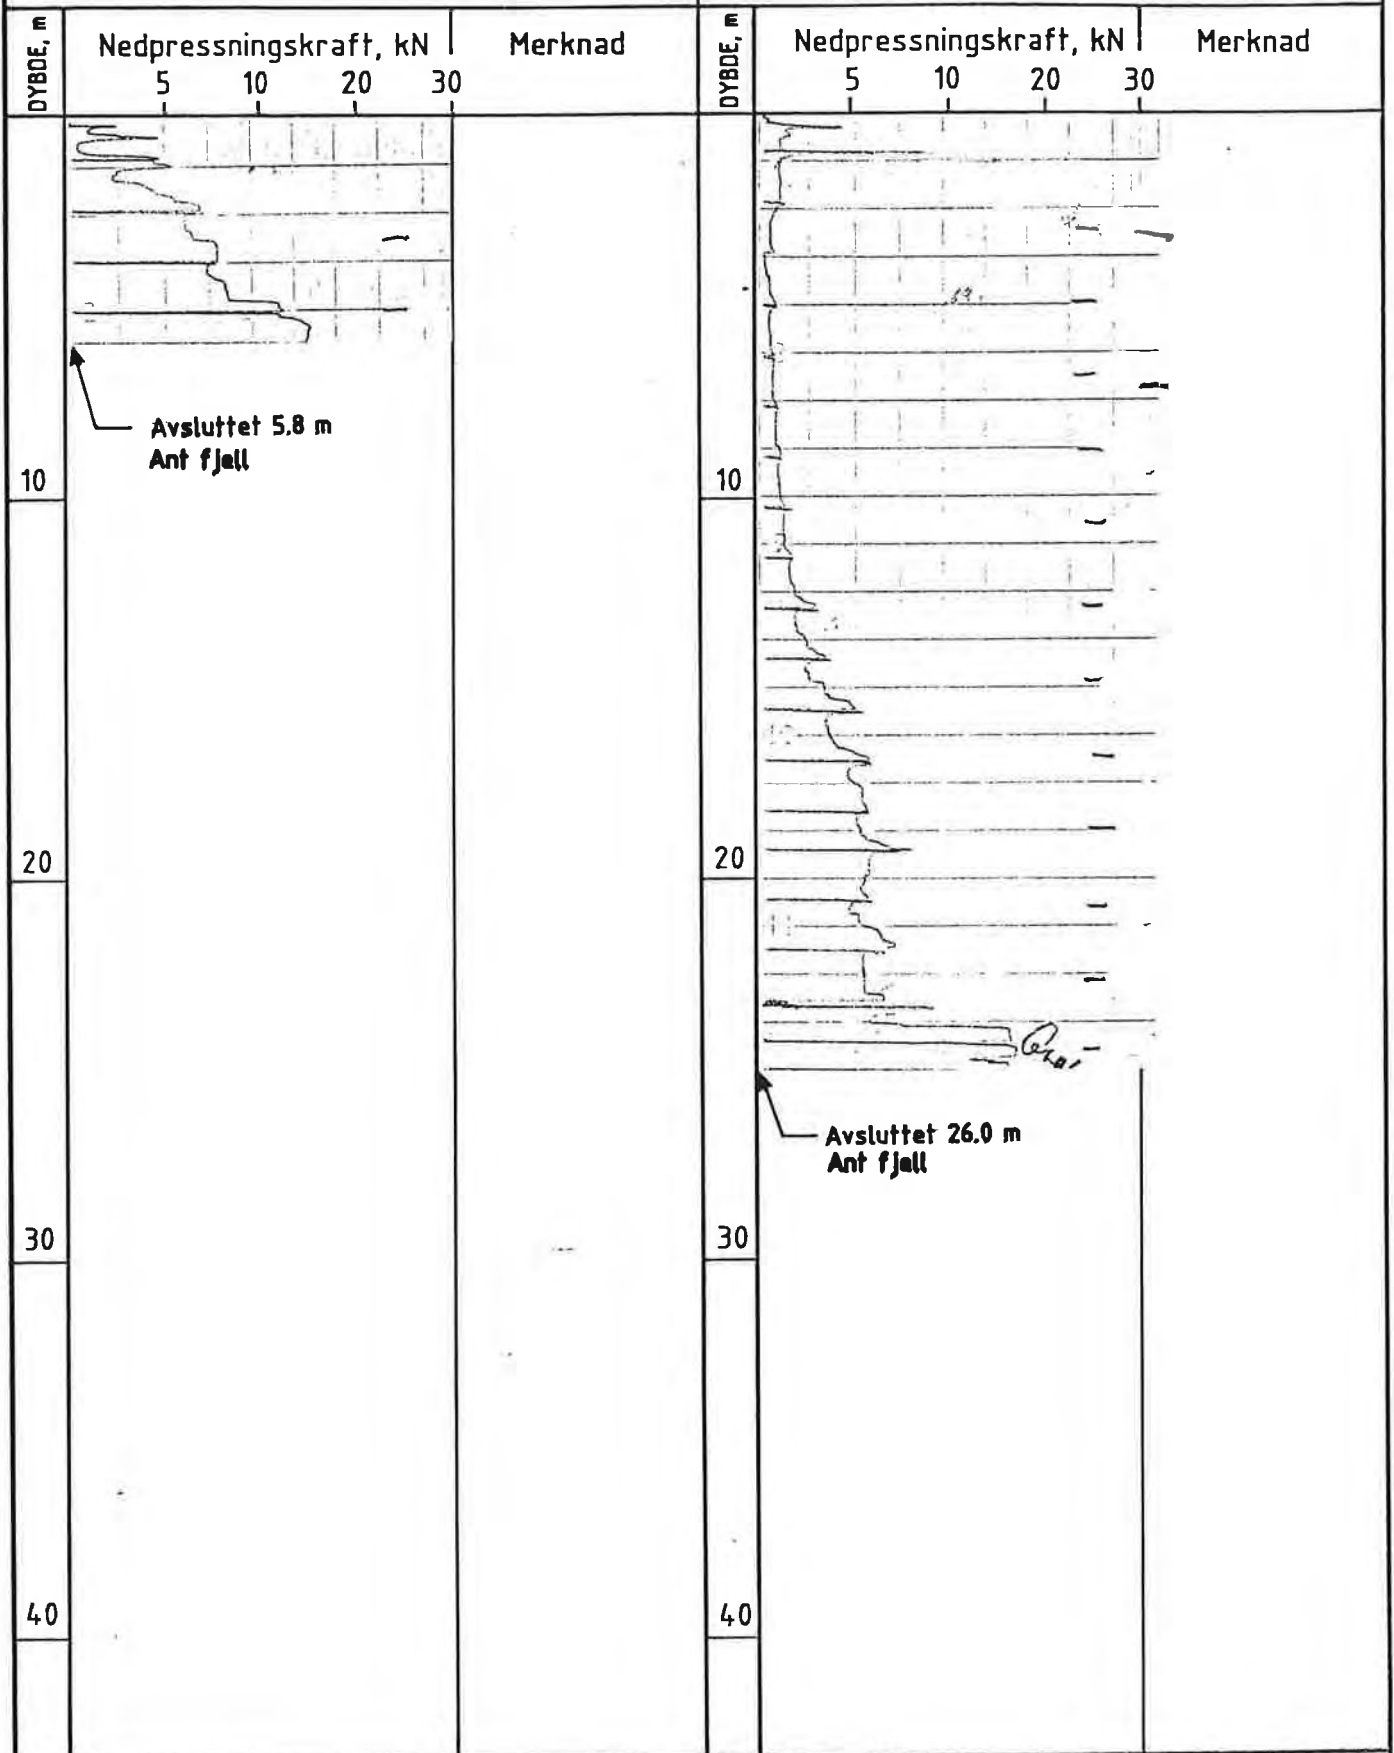 DYBDE, m
Nedpressningskraft, kN
Merknad
5 10 20 30
Avsluttet 5.8 m
Ant fjell
10
20
30
40
DYBDE, m
Nedpressningskraft, kN
Merknad
5 10 20 30
10
20
Avsluttet 26.0 m
Ant fjell
30
40